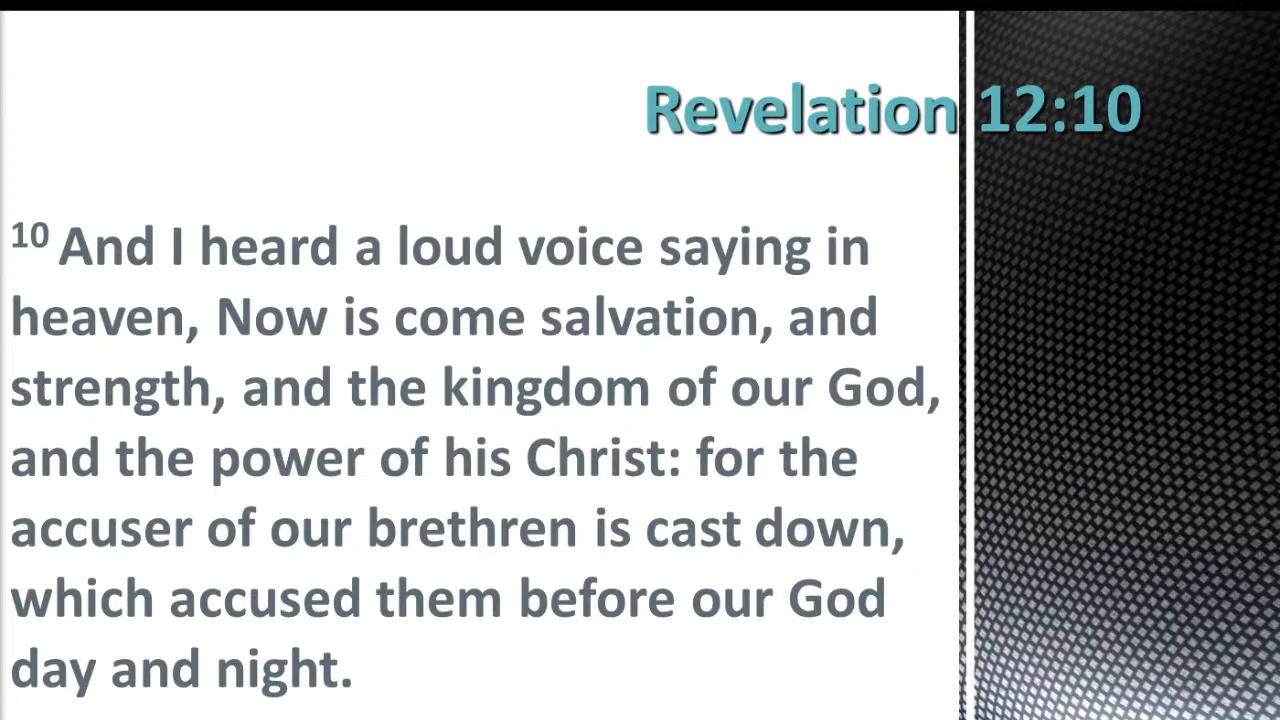 Revelation 12:10
10 And I heard a loud voice saying in
heaven, Now is come salvation, and
strength, and the kingdom of our God,
and the power of his Christ: for the
accuser of our brethren is cast down,
which accused them before our God
day and night.